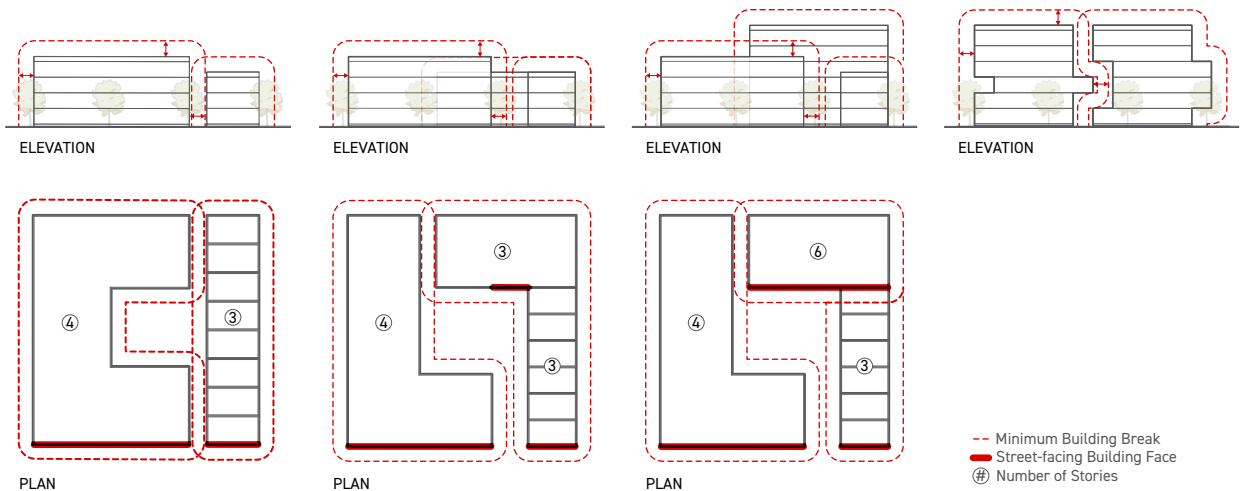 ELEVATION
ELEVATION
ELEVATION
ELEVATION
④
③
③
④
③
⑥
④
③
PLAN
PLAN
PLAN
Minimum Building Break
Street-facing Building Face
# Number of Stories